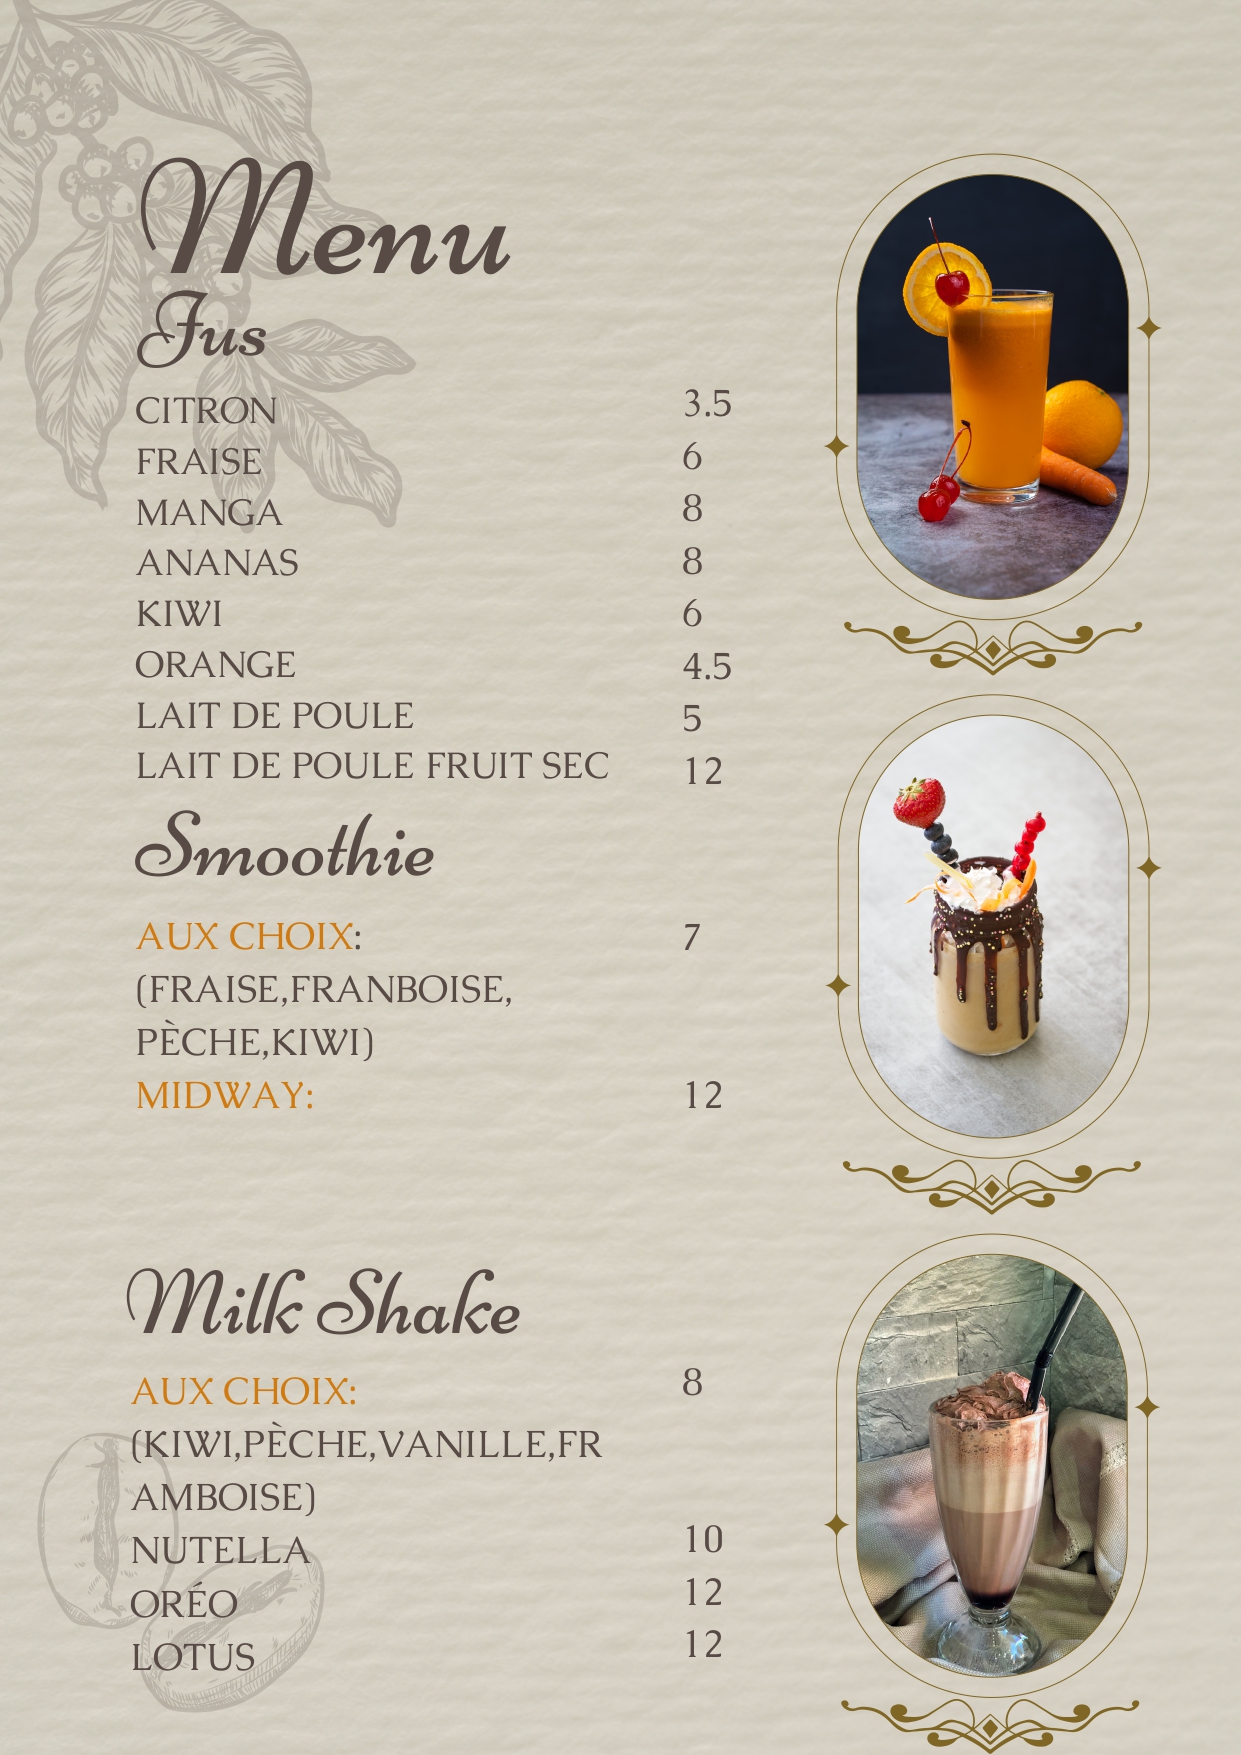 Menu
Jus
CITRON 3.5
FRAISE 6
MANGA 8
ANANAS 8
KIWI 6
ORANGE 4.5
LAIT DE POULE 5
LAIT DE POULE FRUIT SEC 12
Smoothie
AUX CHOIX: 7
(FRAISE,FRANBOISE,
PÈCHE,KIWI)
MIDWAY: 12
Milk Shake
AUX CHOIX: 8
(KIWI,PÈCHE,VANILLE,FR
AMBOISE)
NUTELLA 10
ORÉO 12
LOTUS 12